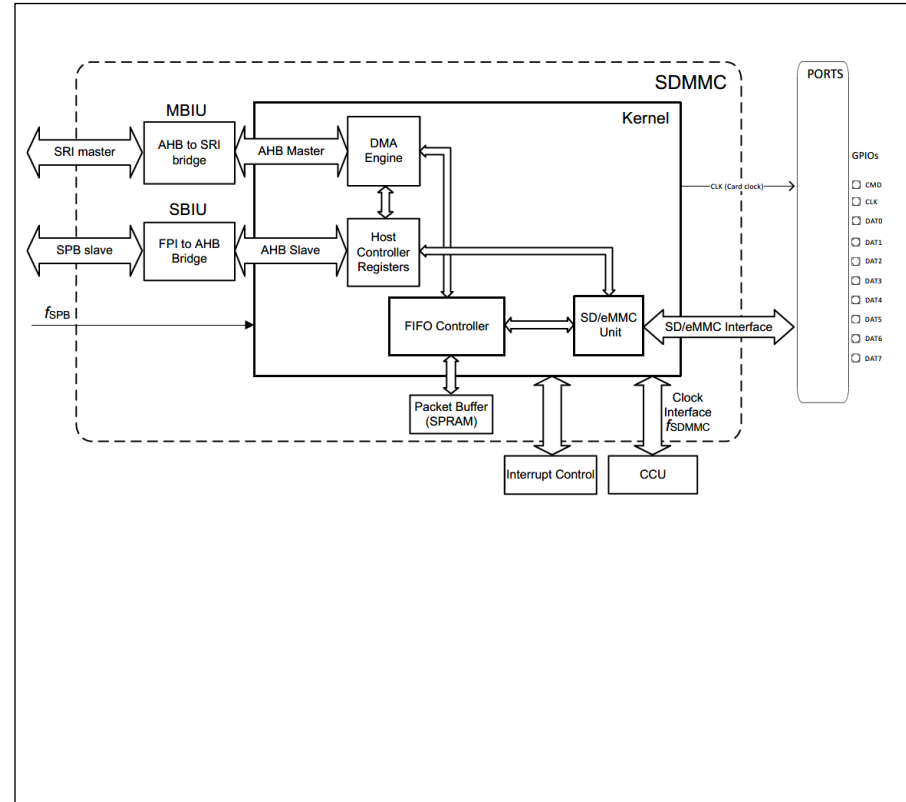 SDMMC
PORTS
MBIU
Kernel
SRI master
AHB to SRI
bridge
AHB Master
DMA
Engine
GPIOs
CLK (Card clock)
CMD
CLK
SBIU
DAT0
SPB slave
FPI to AHB
Bridge
AHB Slave
Host
Controller
Registers
DAT1
DAT2
DAT3
DAT4
fSPB
FIFO Controller
SD/eMMC
Unit
SD/eMMC Interface
DAT5
DAT6
DAT7
Packet Buffer
(SPRAM)
Clock
Interface
fSDMMC
Interrupt Control
CCU